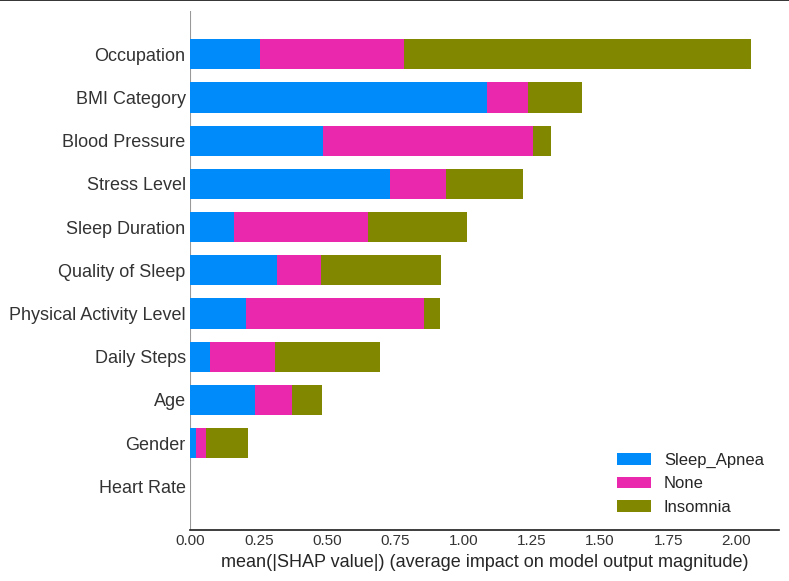 Occupation
BMI Category
Blood Pressure
Stress Level
Sleep Duration
Quality of Sleep
Physical Activity Level
Daily Steps
Age
Gender
Heart Rate
Sleep_Apnea
None
Insomnia
0.00 0.25 0.50 0.75 1.00 1.25 1.50 1.75 2.00
mean(|SHAP value|) (average impact on model output magnitude)